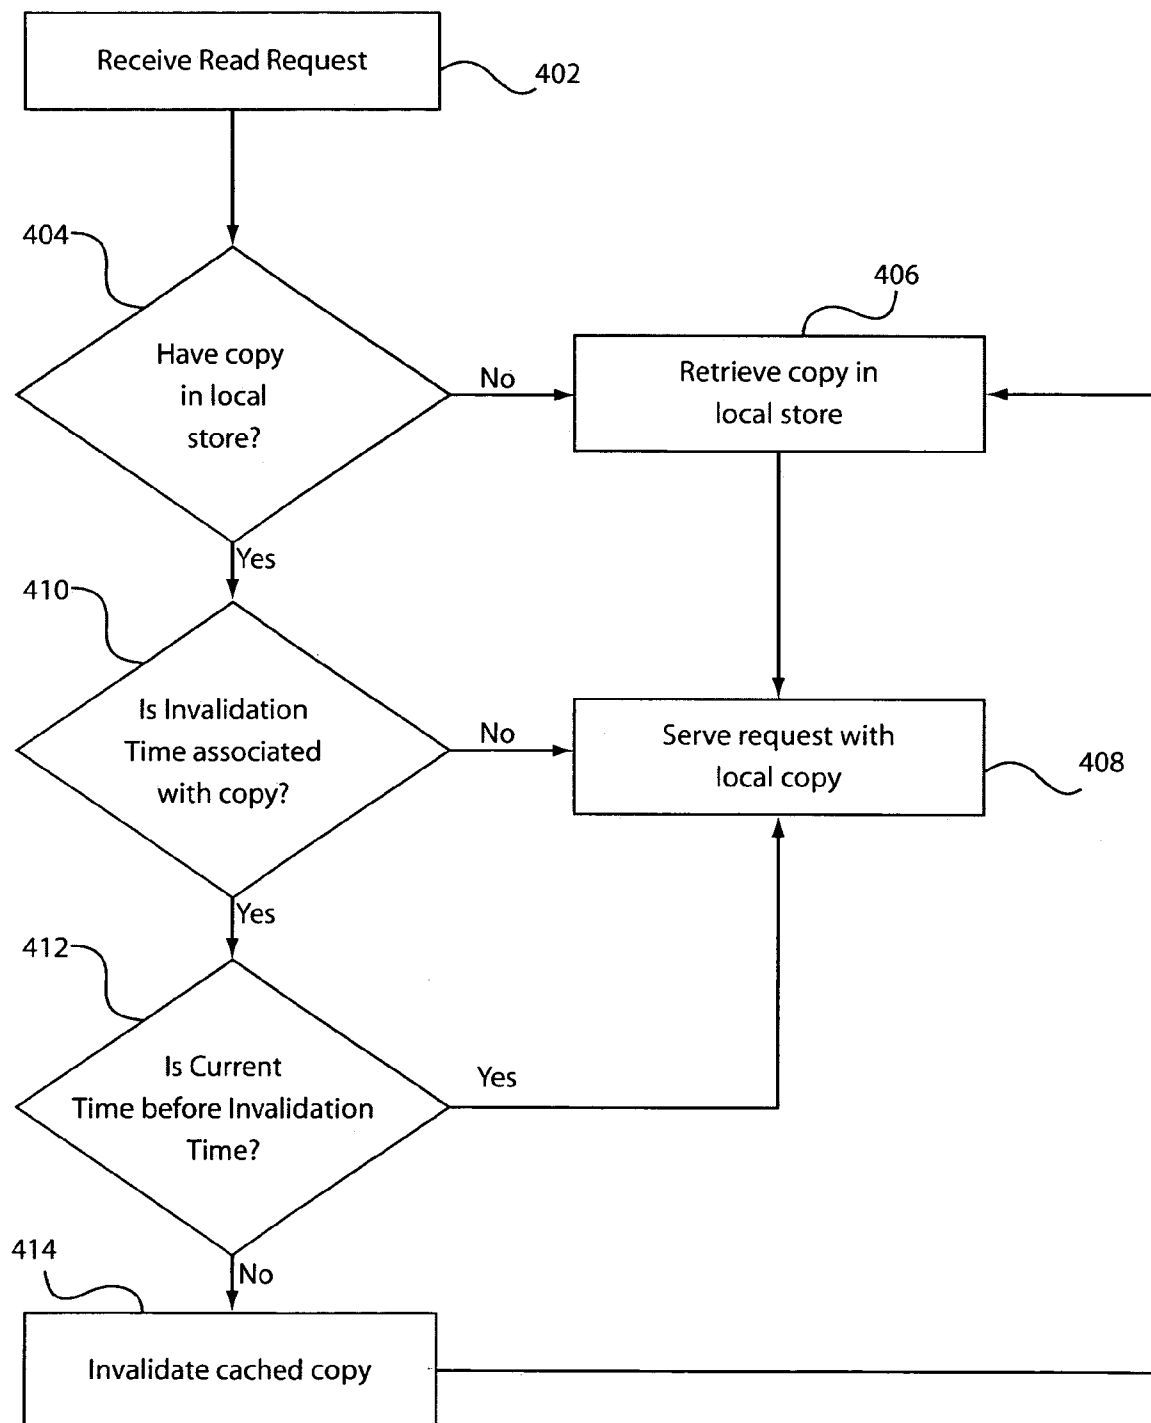 Receive Read Request
402
404
Have copy
in local
store?
No
406
Retrieve copy in
local store
Yes
410
Is Invalidation
Time associated
with copy?
No
Serve request with
local copy
408
Yes
412
Is Current
Time before Invalidation
Time?
Yes
No
414
Invalidate cached copy